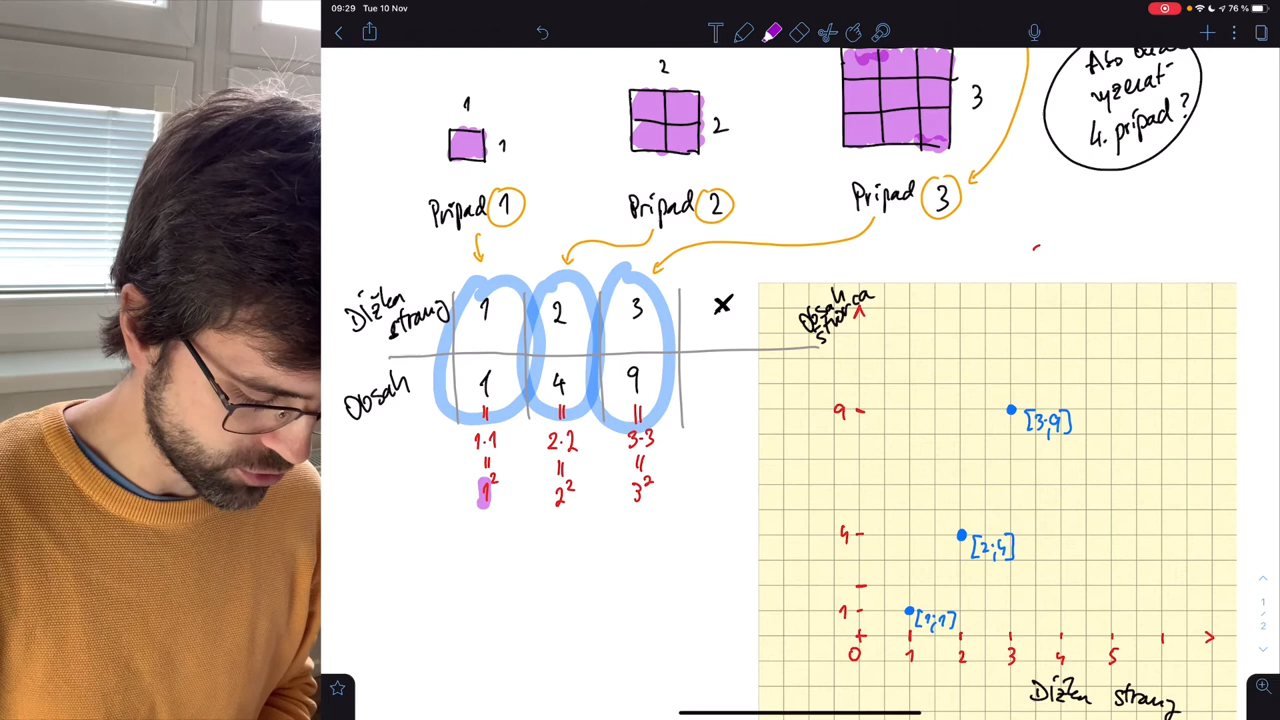 09:29 Tue 10 Nov
76 %
2
1
2
3
1
Ako bude
vyzerať
4. prípad?
Prípad 1
Prípad 2
Prípad 3
Dĺžka
strany
1
2
3
x
Obsah
1
4
9
=
=
=
1·1
2·2
3·3
=
=
=
1²
2²
3²
Obsah
štvorca
9
[3;9]
4
[2;4]
1
[1;1]
0
1
2
3
4
5
Dĺžka strany
1
/
2